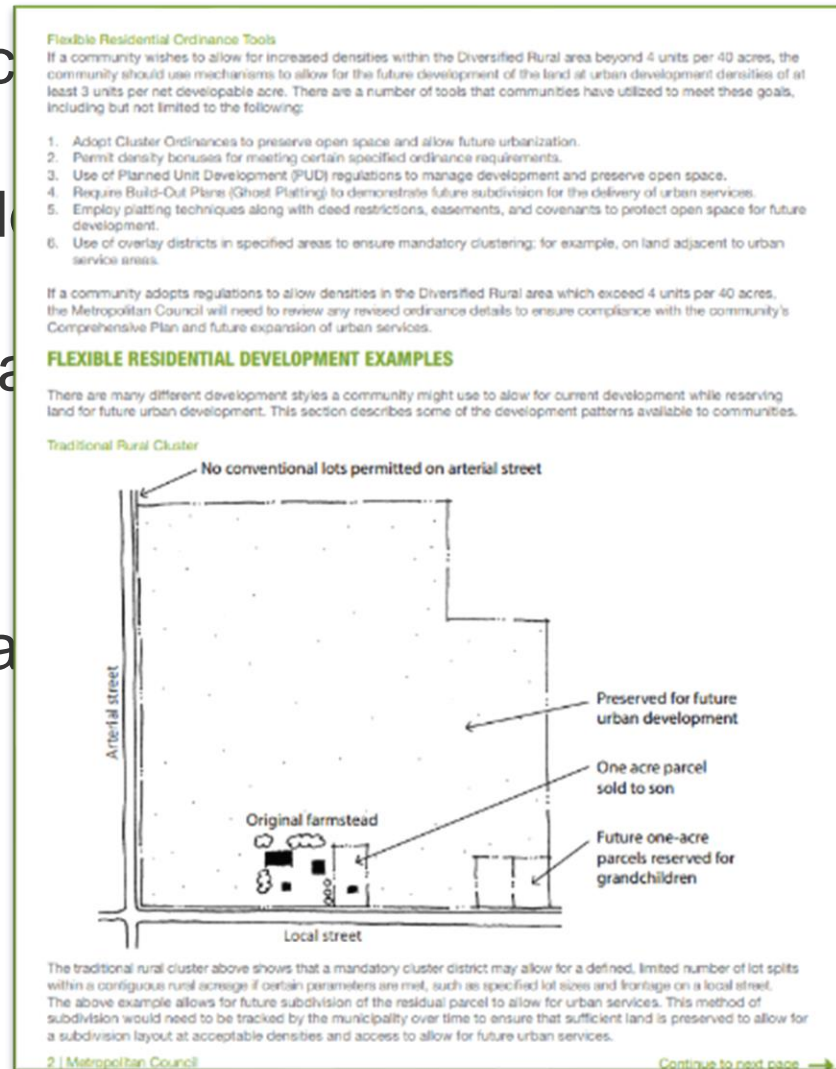 Flexible Residential Ordinance Tools
If a community wishes to allow for increased densities within the Diversified Rural area beyond 4 units per 40 acres, the
community should use mechanisms to allow for the future development of the land at urban development densities of at
least 3 units per net developable acre. There are a number of tools that communities have utilized to meet these goals,
including but not limited to the following:
1. Adopt Cluster Ordinances to preserve open space and allow future urbanization.
2. Permit density bonuses for meeting certain specified ordinance requirements.
3. Use of Planned Unit Development (PUD) regulations to manage development and preserve open space.
4. Require Build-Out Plans (Ghost Platting) to demonstrate future subdivision for the delivery of urban services.
5. Employ platting techniques along with deed restrictions, easements, and covenants to protect open space for future
development.
6. Use of overlay districts in specified areas to ensure mandatory clustering; for example, on land adjacent to urban
service areas.
If a community adopts regulations to allow densities in the Diversified Rural area which exceed 4 units per 40 acres,
the Metropolitan Council will need to review any revised ordinance details to ensure compliance with the community's
Comprehensive Plan and future expansion of urban services.
FLEXIBLE RESIDENTIAL DEVELOPMENT EXAMPLES
There are many different development styles a community might use to alow for current development while reserving
land for future urban development. This section describes some of the development patterns available to communities.
Traditional Rural Cluster
No conventional lots permitted on arterial street
Arterial street
Preserved for future
urban development
One acre parcel
sold to son
Original farmstead
Future one-acre
parcels reserved for
grandchildren
Local street
The traditional rural cluster above shows that a mandatory cluster district may allow for a defined, limited number of lot splits
within a contiguous rural acreage if certain parameters are met, such as specified lot sizes and frontage on a local street.
The above example allows for future subdivision of the residual parcel to allow for urban services. This method of
subdivision would need to be tracked by the municipality over time to ensure that sufficient land is preserved to allow for
a subdivision layout at acceptable densities and access to allow for future urban services.
2 | Metropolitan Council
Continue to next page